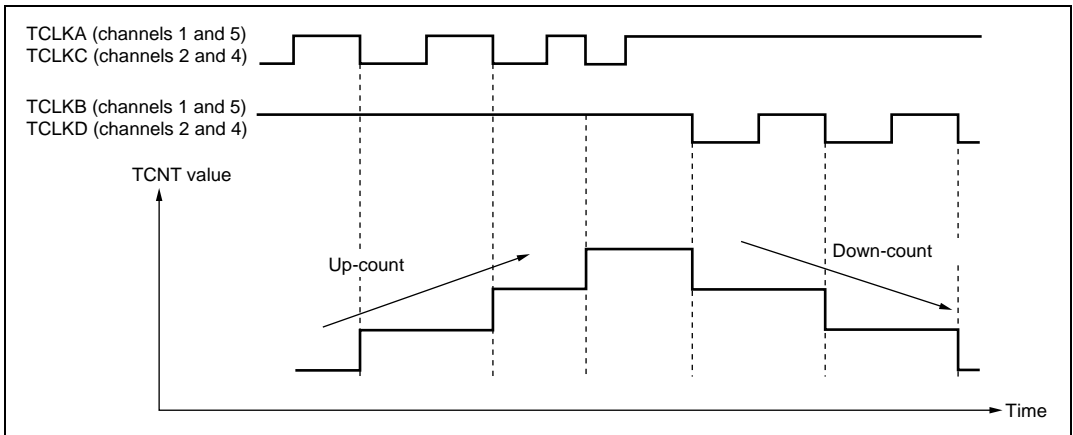 TCLKA (channels 1 and 5)
TCLKC (channels 2 and 4)
TCLKB (channels 1 and 5)
TCLKD (channels 2 and 4)
TCNT value
Up-count
Down-count
Time